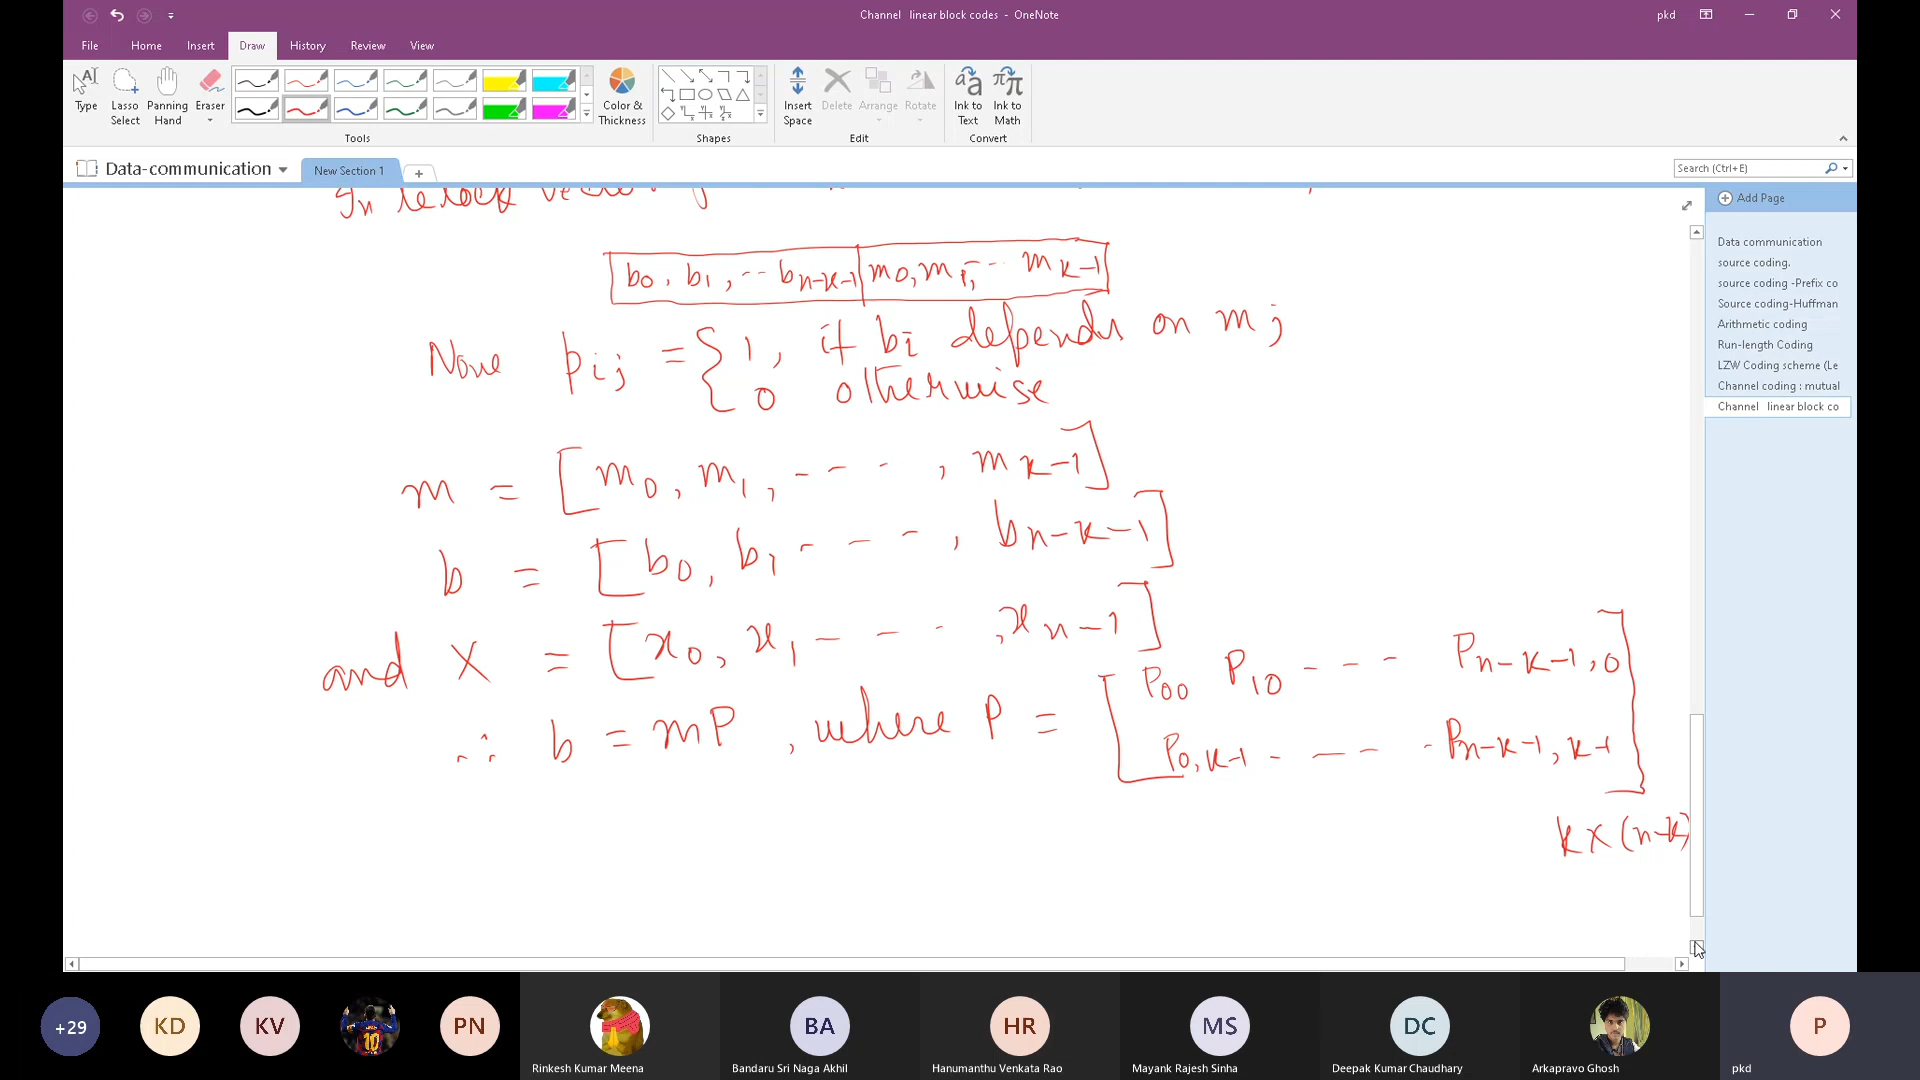 Channel linear block codes - OneNote
pkd
File Home Insert Draw History Review View
Type
Lasso Select
Panning Hand
Eraser
Color & Thickness
Insert Space
Delete
Arrange
Rotate
Ink to Text
Ink to Math
Tools
Shapes
Edit
Convert
Data-communication
New Section 1
Search (Ctrl+E)
Add Page
Data communication
source coding.
source coding -Prefix co
Source coding-Huffman
Arithmetic coding
Run-length Coding
LZW Coding scheme (Le
Channel coding : mutual
Channel linear block co
b0, b1, -- bn-k-1 m0, m1, -- mk-1
Now pij = { 1, if bi depends on mj
0 otherwise
m = [m0, m1, - - - , mk-1]
b = [b0, b1, - - - , bn-k-1]
and X = [x0, x1 - - - , xn-1]
∴ b = mP , where P = [P00 P10 - - - Pn-k-1,0
P0,k-1 - - - - Pn-k-1,k-1]
k×(n-k)
+29
KD
KV
10
PN
BA
HR
MS
DC
P
Rinkesh Kumar Meena
Bandaru Sri Naga Akhil
Hanumanthu Venkata Rao
Mayank Rajesh Sinha
Deepak Kumar Chaudhary
Arkapravo Ghosh
pkd